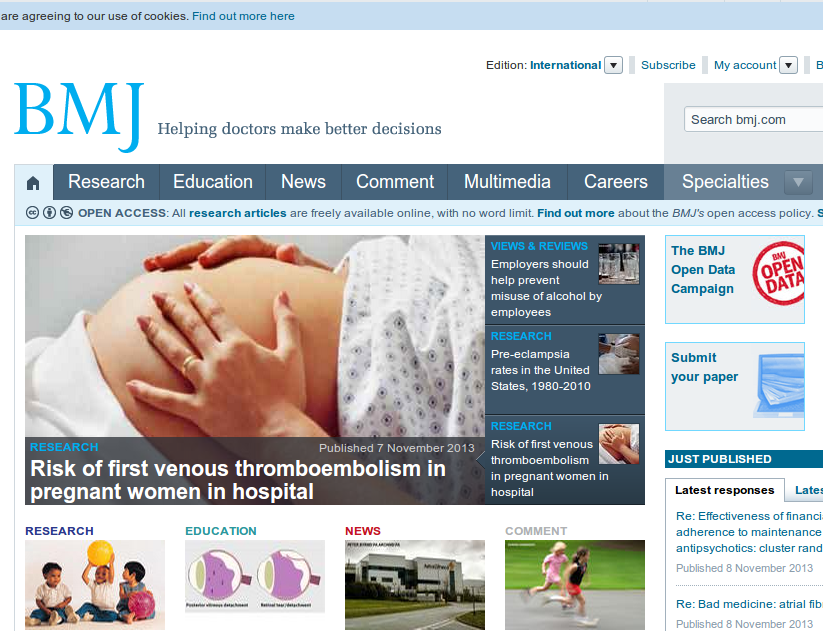 are agreeing to our use of cookies. Find out more here
Edition: International
Subscribe
My account
B
BMJ
Helping doctors make better decisions
Search bmj.com
Research
Education
News
Comment
Multimedia
Careers
Specialties
OPEN ACCESS: All research articles are freely available online, with no word limit. Find out more about the BMJ's open access policy. S
RESEARCH
Published 7 November 2013
Risk of first venous thromboembolism in
pregnant women in hospital
VIEWS & REVIEWS
Employers should
help prevent
misuse of alcohol by
employees
RESEARCH
Pre-eclampsia
rates in the United
States, 1980-2010
RESEARCH
Risk of first venous
thromboembolism
in pregnant women in
hospital
The BMJ
Open Data
Campaign
BMJ
OPEN
DATA
Submit
your paper
JUST PUBLISHED
Latest responses
Lates
Re: Effectiveness of financi
adherence to maintenance
antipsychotics: cluster rand
Published 8 November 2013
Re: Bad medicine: atrial fib
Published 8 November 2013
RESEARCH
EDUCATION
Posterior vitreous detachment
Retinal tear/detachment
NEWS
COMMENT